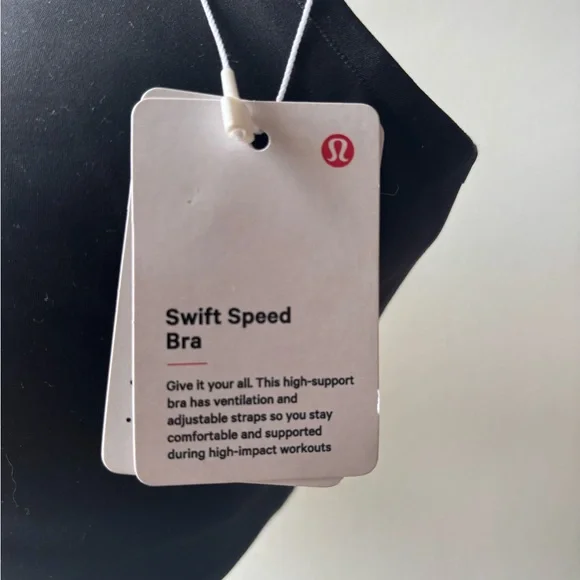 Swift Speed
Bra
Give it your all. This high-support
bra has ventilation and
adjustable straps so you stay
comfortable and supported
during high-impact workouts